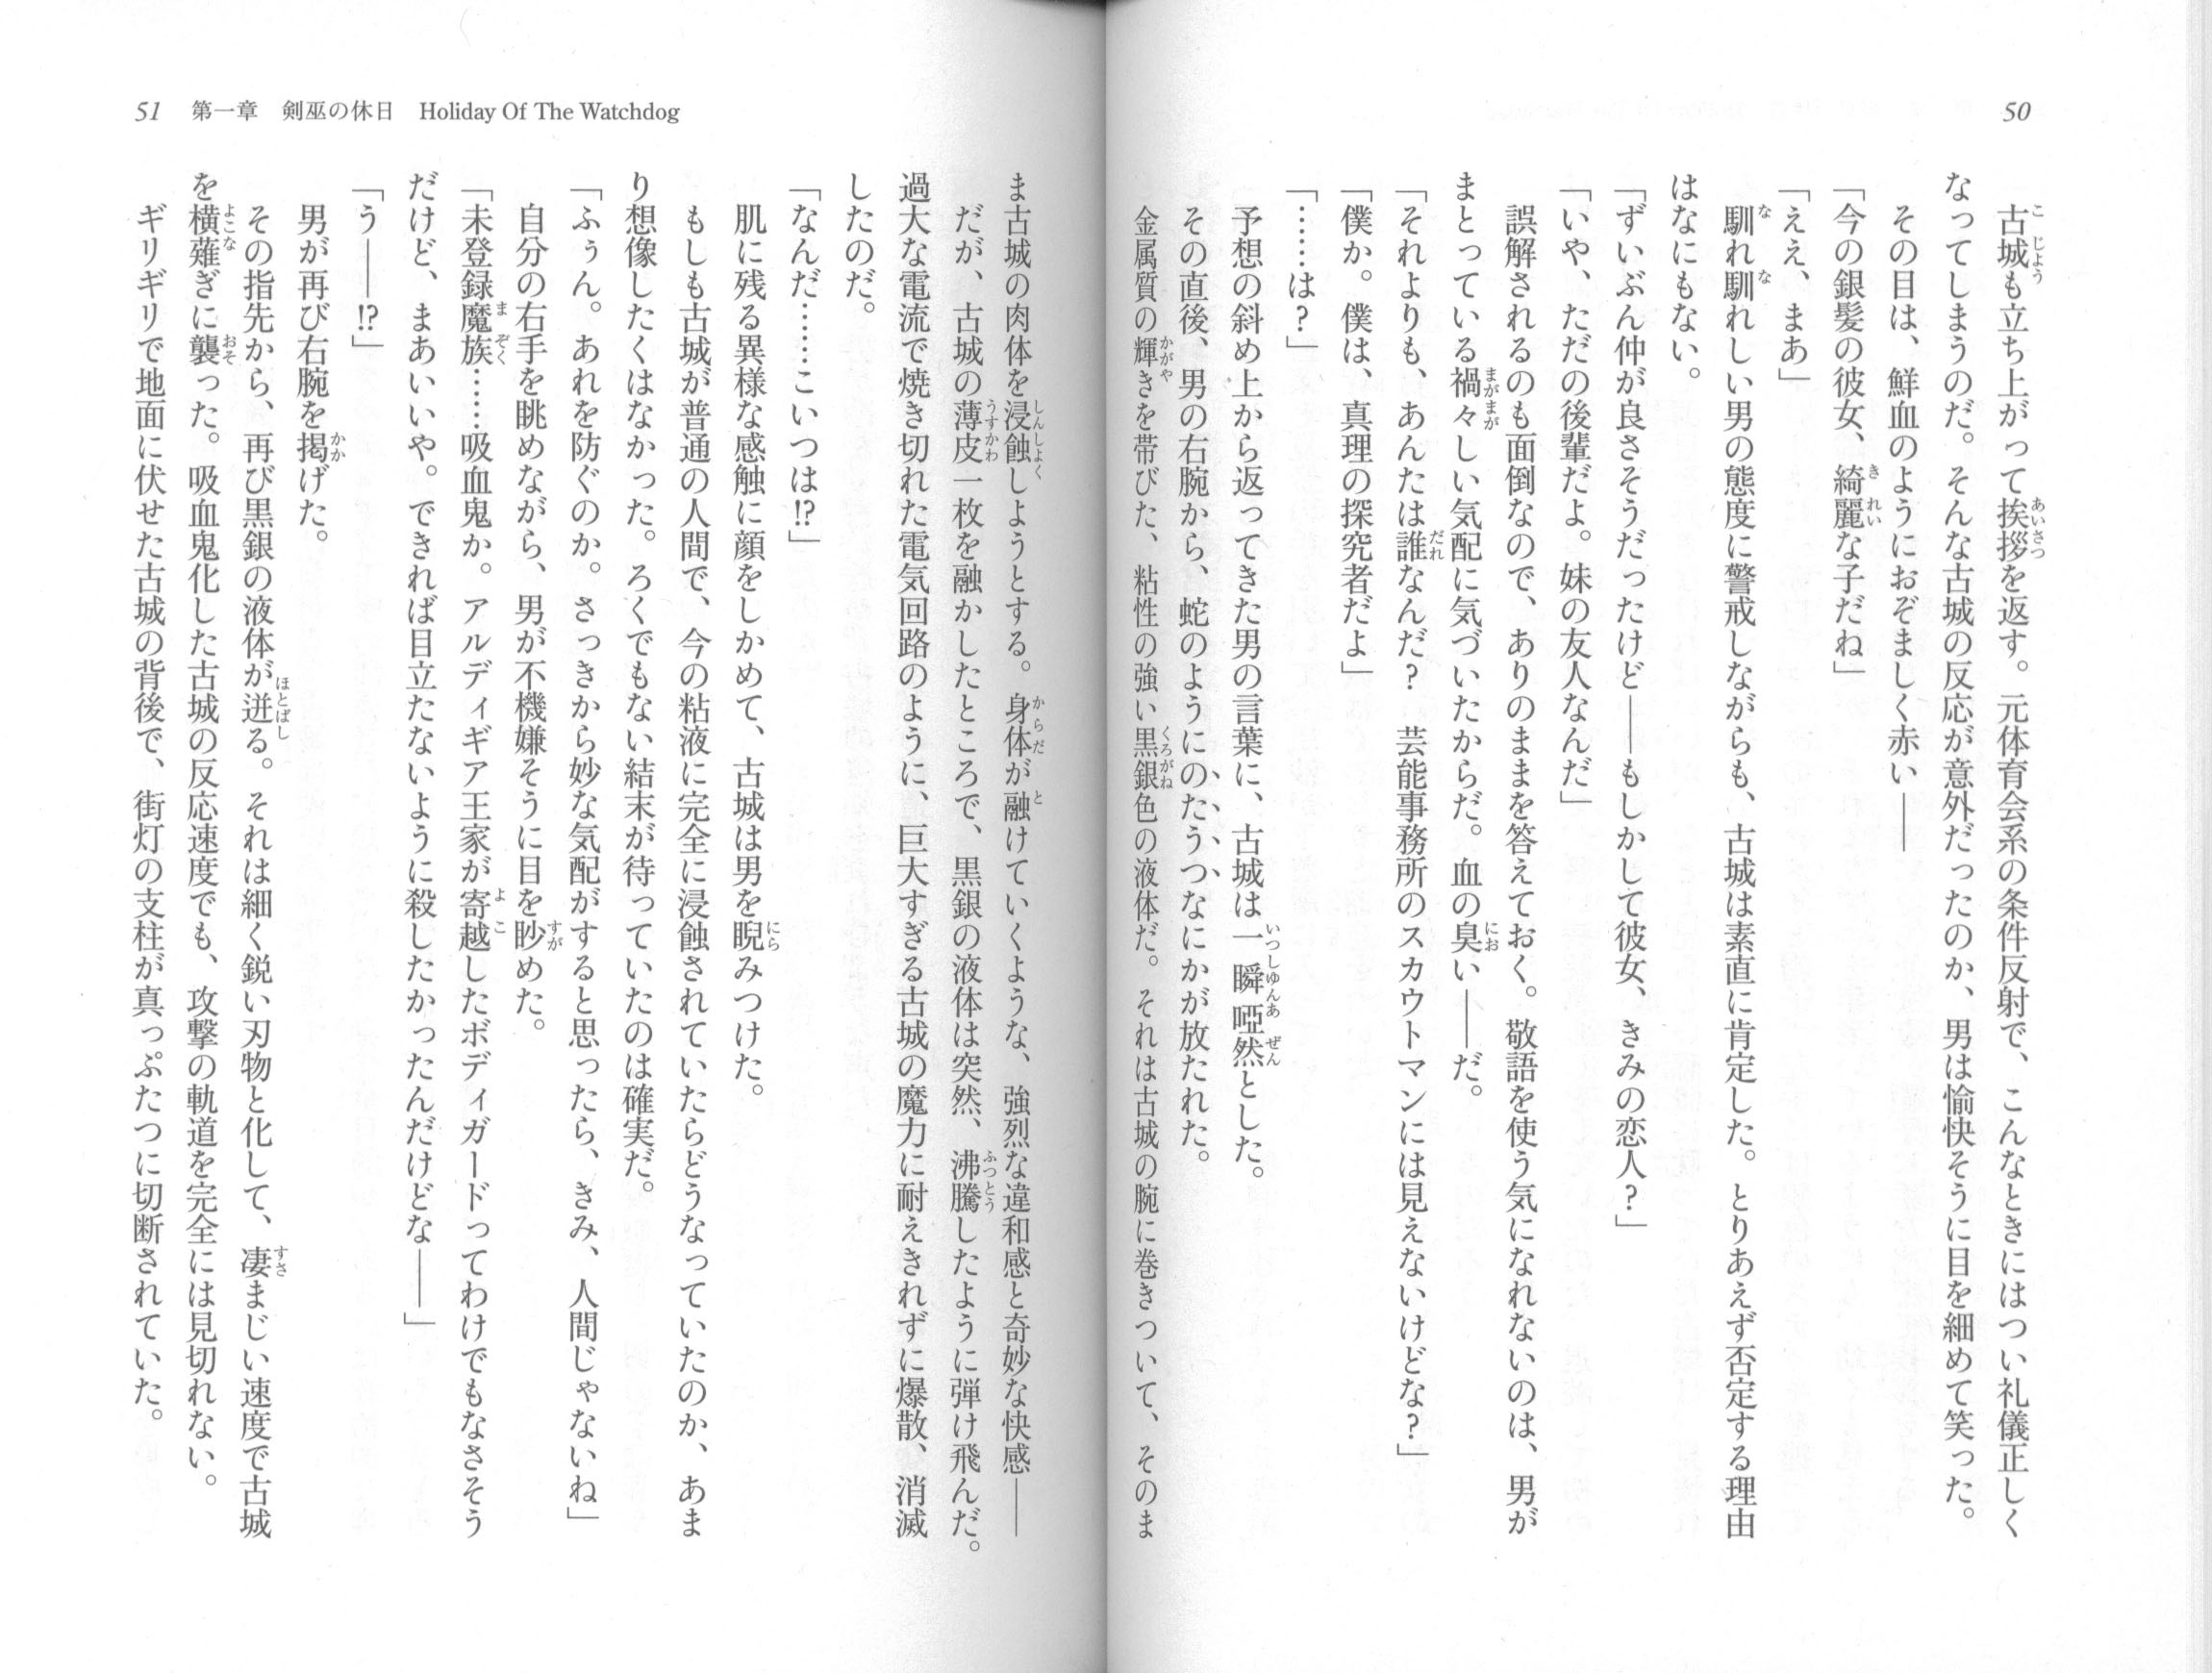 50
古城も立ち上がって挨拶を返す。元体育会系の条件反射で、こんなときにはつい礼儀正しく
なってしまうのだ。そんな古城の反応が意外だったのか、男は愉快そうに目を細めて笑った。
その目は、鮮血のようにおぞましく赤い――
「今の銀髪の彼女、綺麗な子だね」
「ええ、まあ」
馴れ馴れしい男の態度に警戒しながらも、古城は素直に肯定した。とりあえず否定する理由
はなにもない。
「ずいぶん仲が良さそうだったけど――もしかして彼女、きみの恋人？」
「いや、ただの後輩だよ。妹の友人なんだ」
誤解されるのも面倒なので、ありのままを答えておく。敬語を使う気になれないのは、男が
まとっている禍々しい気配に気づいたからだ。血の臭い――だ。
「それよりも、あんたは誰なんだ？　芸能事務所のスカウトマンには見えないけどな？」
「僕か。僕は、真理の探究者だよ」
「……は？」
予想の斜め上から返ってきた男の言葉に、古城は一瞬啞然とした。
その直後、男の右腕から、蛇のようにのたうつなにかが放たれた。
金属質の輝きを帯びた、粘性の強い黒銀色の液体だ。それは古城の腕に巻きついて、そのま
51　第一章　剣巫の休日　Holiday Of The Watchdog
ま古城の肉体を浸蝕しようとする。身体が融けていくような、強烈な違和感と奇妙な快感――
だが、古城の薄皮一枚を融かしたところで、黒銀の液体は突然、沸騰したように弾け飛んだ。
過大な電流で焼き切れた電気回路のように、巨大すぎる古城の魔力に耐えきれずに爆散、消滅
したのだ。
「なんだ……こいつは!?」
肌に残る異様な感触に顔をしかめて、古城は男を睨みつけた。
もしも古城が普通の人間で、今の粘液に完全に浸蝕されていたらどうなっていたのか、あま
り想像したくはなかった。ろくでもない結末が待っていたのは確実だ。
「ふぅん。あれを防ぐのか。さっきから妙な気配がすると思ったら、きみ、人間じゃないね」
自分の右手を眺めながら、男が不機嫌そうに目を眇めた。
「未登録魔族……吸血鬼か。アルディギア王家が寄越したボディガードってわけでもなさそう
だけど、まあいいや。できれば目立たないように殺したかったんだけどな――」
「う――!?」
男が再び右腕を掲げた。
その指先から、再び黒銀の液体が迸る。それは細く鋭い刃物と化して、凄まじい速度で古城
を横薙ぎに襲った。吸血鬼化した古城の反応速度でも、攻撃の軌道を完全には見切れない。
ギリギリで地面に伏せた古城の背後で、街灯の支柱が真っぷたつに切断されていた。